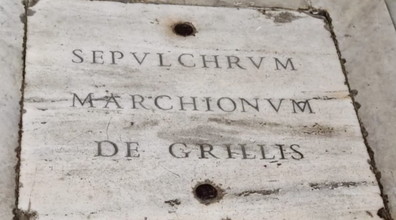 SEPVLCHRVM
MARCHIONVM
DE GRILLIS